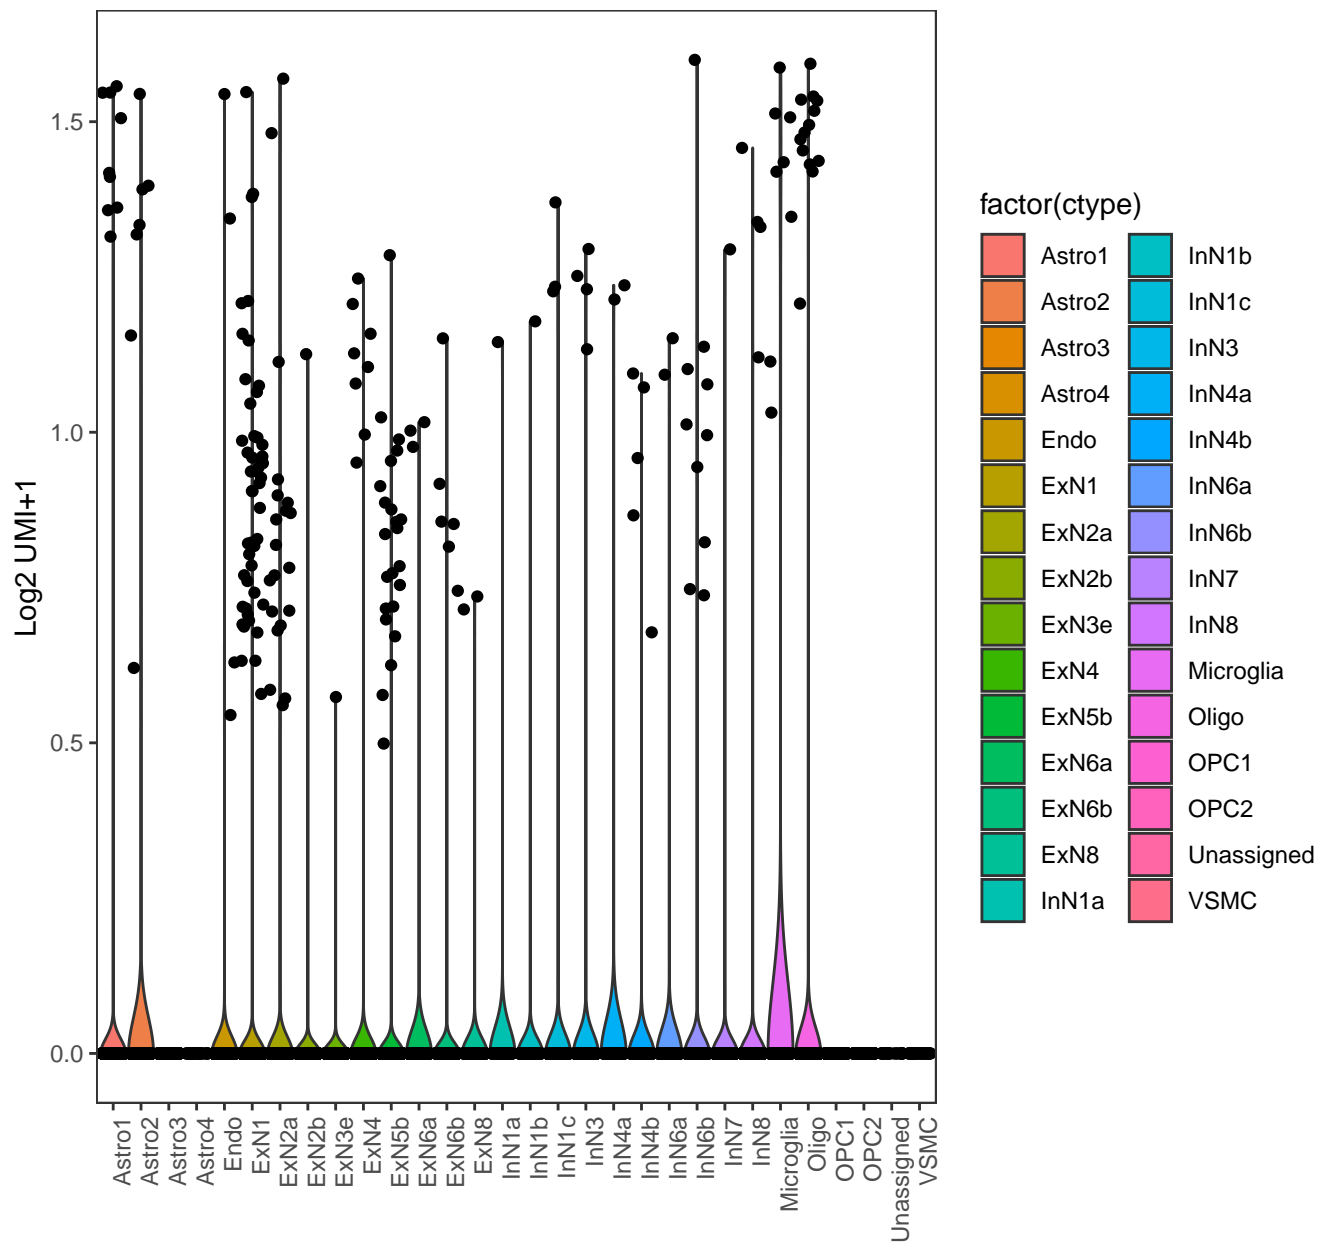 Log2 UMI+1
1.5
1.0
0.5
0.0
Astro1
Astro2
Astro3
Astro4
Endo
ExN1
ExN2a
ExN2b
ExN3e
ExN4
ExN5b
ExN6a
ExN6b
ExN8
InN1a
InN1b
InN1c
InN3
InN4a
InN4b
InN6a
InN6b
InN7
InN8
Microglia
Oligo
OPC1
OPC2
Unassigned
VSMC
factor(ctype)
Astro1
Astro2
Astro3
Astro4
Endo
ExN1
ExN2a
ExN2b
ExN3e
ExN4
ExN5b
ExN6a
ExN6b
ExN8
InN1a
InN1b
InN1c
InN3
InN4a
InN4b
InN6a
InN6b
InN7
InN8
Microglia
Oligo
OPC1
OPC2
Unassigned
VSMC